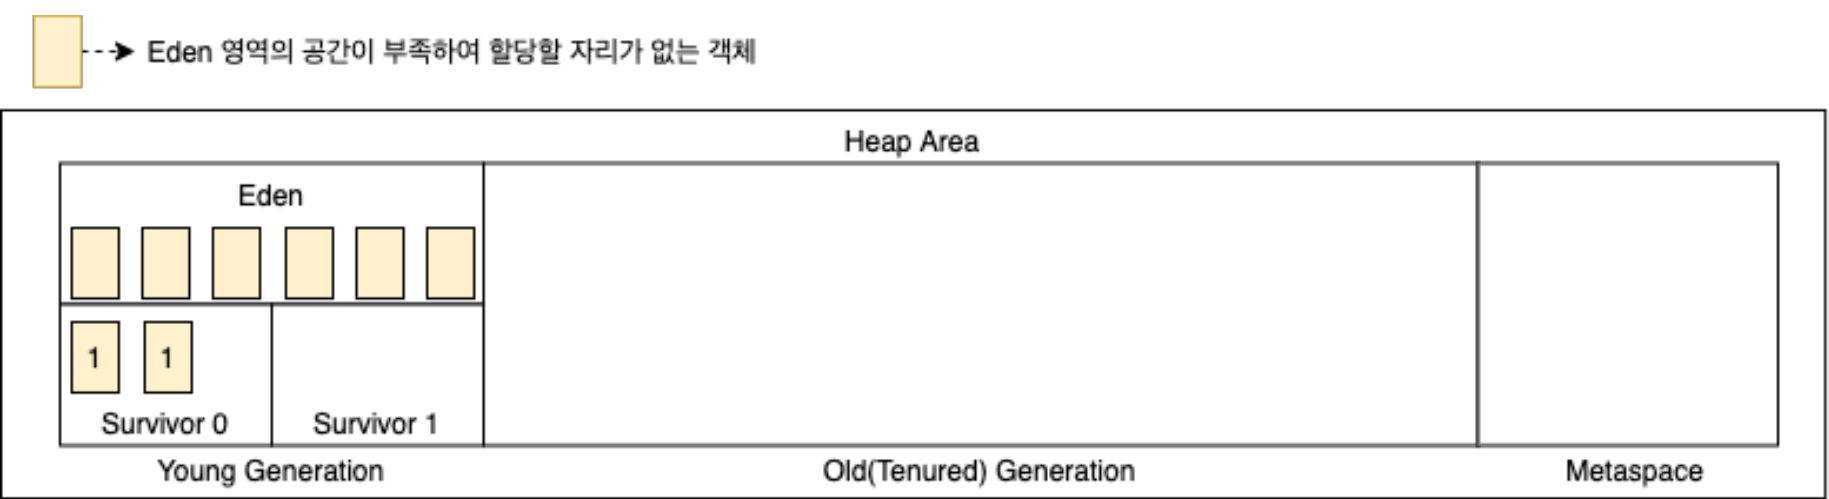 Eden 영역의 공간이 부족하여 할당할 자리가 없는 객체
Heap Area
Eden
1 1
Survivor 0 Survivor 1
Young Generation Old(Tenured) Generation Metaspace